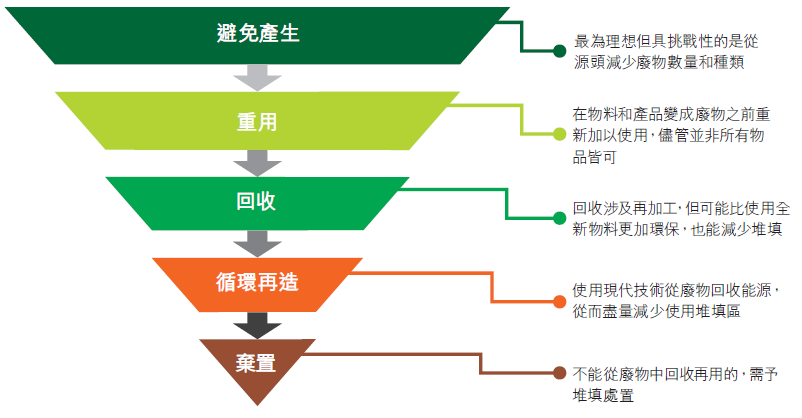 避免產生
最為理想但具挑戰性的是從
源頭減少廢物數量和種類
重用
在物料和產品變成廢物之前重
新加以使用，儘管並非所有物
品皆可
回收
回收涉及再加工，但可能比使用全
新物料更加環保，也能減少堆填
循環再造
使用現代技術從廢物回收能源，
從而盡量減少使用堆填區
棄置
不能從廢物中回收再用的，需予
堆填處置